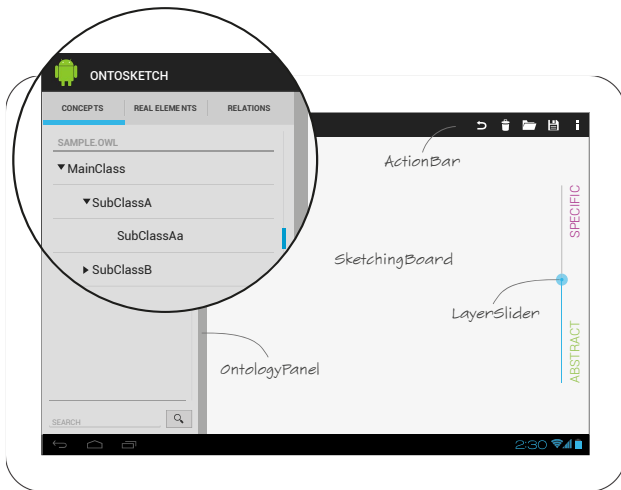 ONTOSKETCH
CONCEPTS REAL ELEMENTS RELATIONS
SAMPLE.OWL
MainClass
SubClassA
SubClassAa
SubClassB
ActionBar
SketchingBoard
SPECIFIC
LayerSlider
ABSTRACT
OntologyPanel
SEARCH
2:30